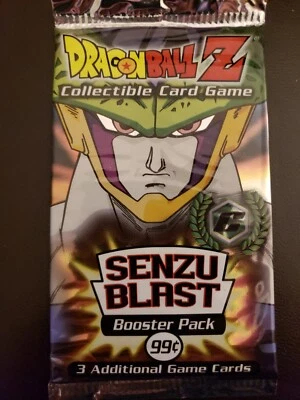 DRAGON BALL Z
Collectible Card Game
SENZU
BLAST
Booster Pack
99¢
3 Additional Game Cards